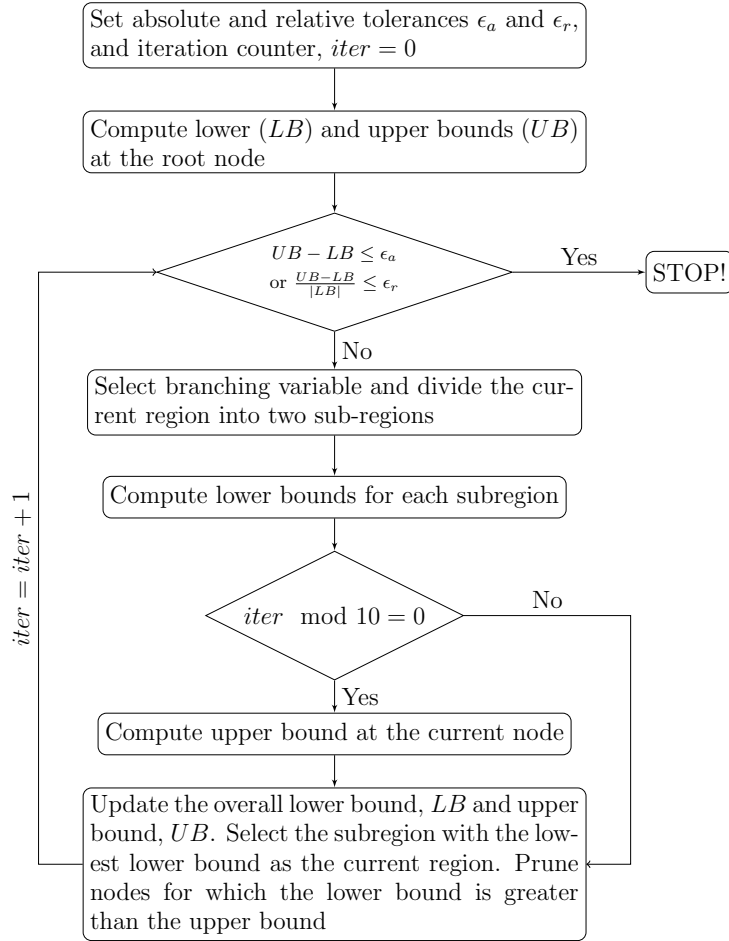 Set absolute and relative tolerances ϵₐ and ϵᵣ,
and iteration counter, iter = 0
Compute lower (LB) and upper bounds (UB)
at the root node
UB − LB ≤ ϵₐ
or (UB−LB)/|LB| ≤ ϵᵣ
Yes
STOP!
No
Select branching variable and divide the cur-
rent region into two sub-regions
Compute lower bounds for each subregion
iter mod 10 = 0
No
Yes
Compute upper bound at the current node
Update the overall lower bound, LB and upper
bound, UB. Select the subregion with the low-
est lower bound as the current region. Prune
nodes for which the lower bound is greater
than the upper bound
iter = iter + 1